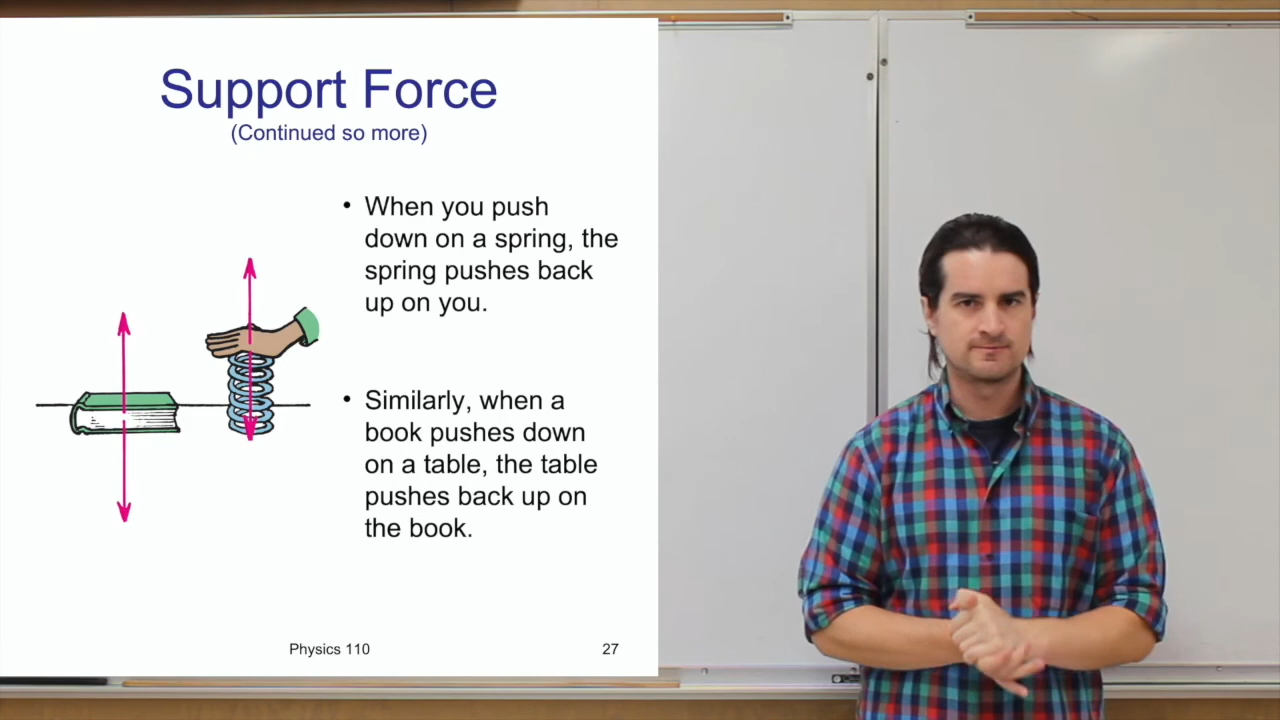 Support Force
(Continued so more)
• When you push
down on a spring, the
spring pushes back
up on you.
• Similarly, when a
book pushes down
on a table, the table
pushes back up on
the book.
Physics 110
27